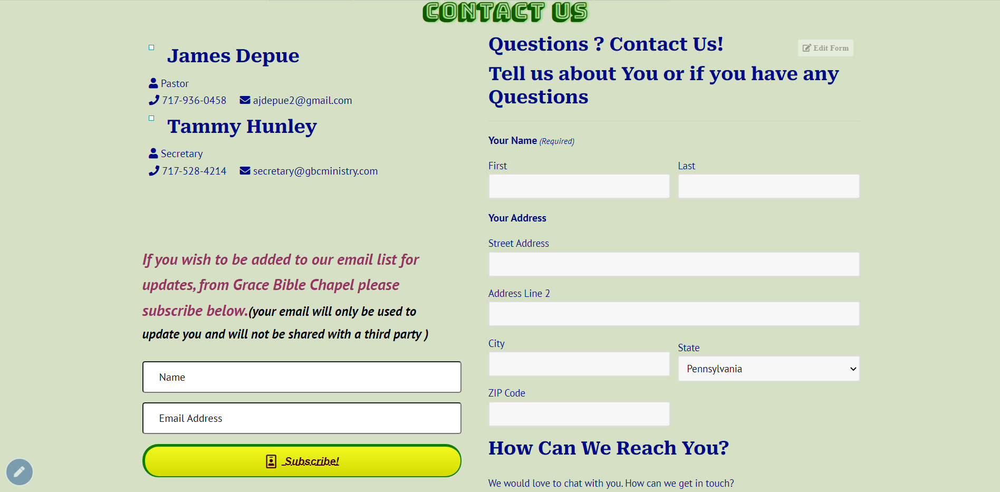 CONTACT US
James Depue
Pastor
717-936-0458 ajdepue2@gmail.com
Tammy Hunley
Secretary
717-528-4214 secretary@gbcministry.com
If you wish to be added to our email list for
updates, from Grace Bible Chapel please
subscribe below.(your email will only be used to
update you and will not be shared with a third party )
Name
Email Address
Subscribe!
Questions ? Contact Us!
Edit Form
Tell us about You or if you have any
Questions
Your Name (Required)
First Last
Your Address
Street Address
Address Line 2
City State
Pennsylvania
ZIP Code
How Can We Reach You?
We would love to chat with you. How can we get in touch?